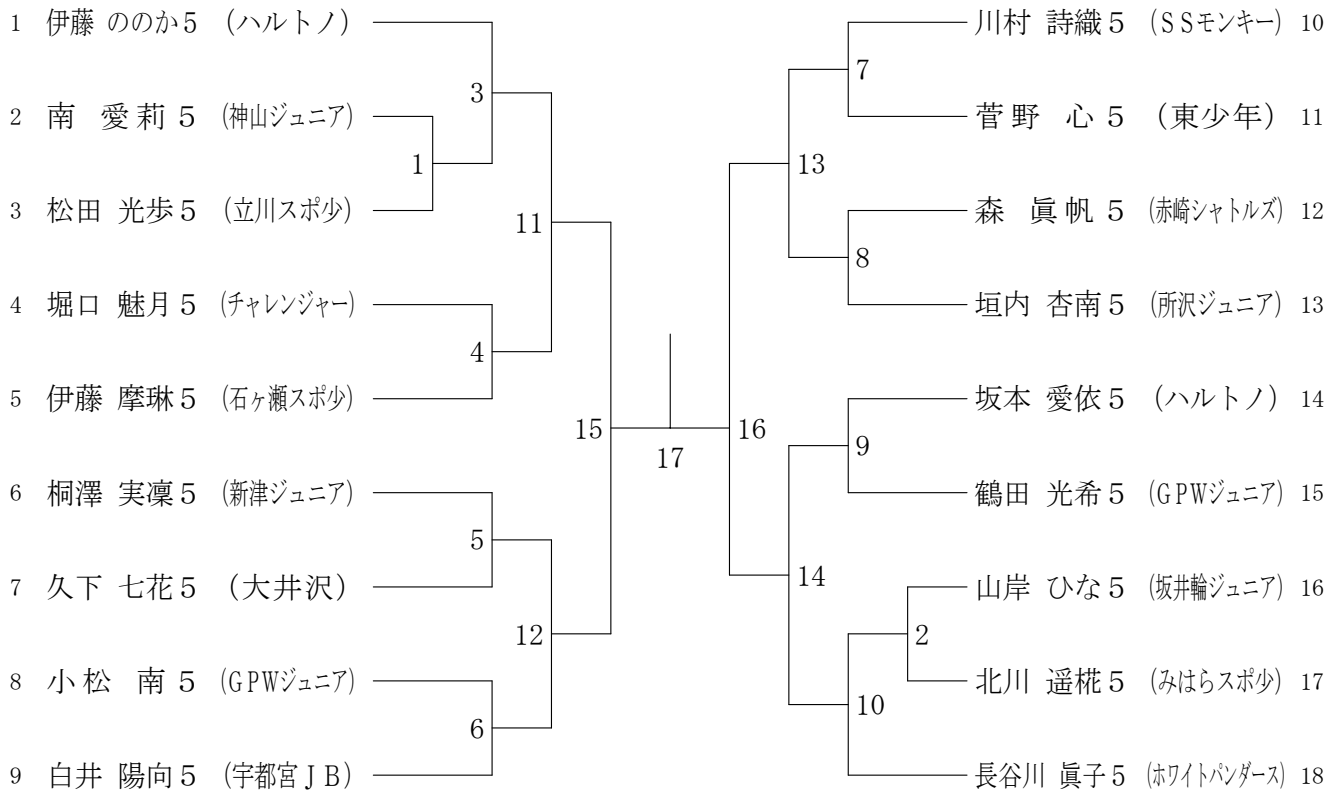 1 伊藤 ののか 5 (ハルトノ)
2 南 愛莉 5 (神山ジュニア)
3 松田 光歩 5 (立川スポ少)
4 堀口 魅月 5 (チャレンジャー)
5 伊藤 摩琳 5 (石ヶ瀬スポ少)
6 桐澤 実凜 5 (新津ジュニア)
7 久下 七花 5 (大井沢)
8 小松 南 5 (GPWジュニア)
9 白井 陽向 5 (宇都宮JB)
3
1
11
4
15
5
12
6
17
7
13
8
16
9
14
2
10
川村 詩織 5 (SSモンキー) 10
菅野 心 5 (東少年) 11
森 眞帆 5 (赤崎シャトルズ) 12
垣内 杏南 5 (所沢ジュニア) 13
坂本 愛依 5 (ハルトノ) 14
鶴田 光希 5 (GPWジュニア) 15
山岸 ひな 5 (坂井輪ジュニア) 16
北川 遥椛 5 (みはらスポ少) 17
長谷川 眞子 5 (ホワイトパンダース) 18